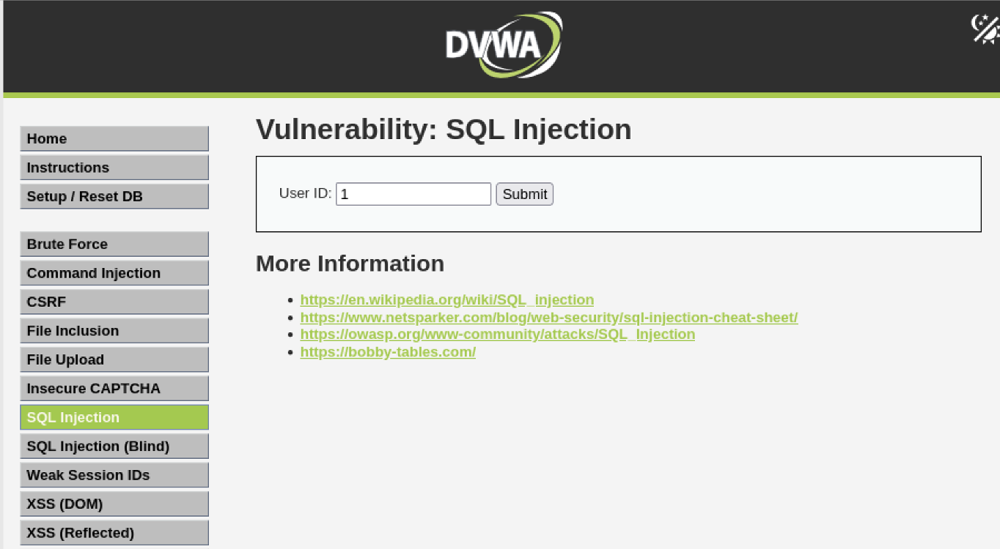 DVWA
Home
Instructions
Setup / Reset DB
Brute Force
Command Injection
CSRF
File Inclusion
File Upload
Insecure CAPTCHA
SQL Injection
SQL Injection (Blind)
Weak Session IDs
XSS (DOM)
XSS (Reflected)
Vulnerability: SQL Injection
User ID: 1 Submit
More Information
https://en.wikipedia.org/wiki/SQL_injection
https://www.netsparker.com/blog/web-security/sql-injection-cheat-sheet/
https://owasp.org/www-community/attacks/SQL_Injection
https://bobby-tables.com/